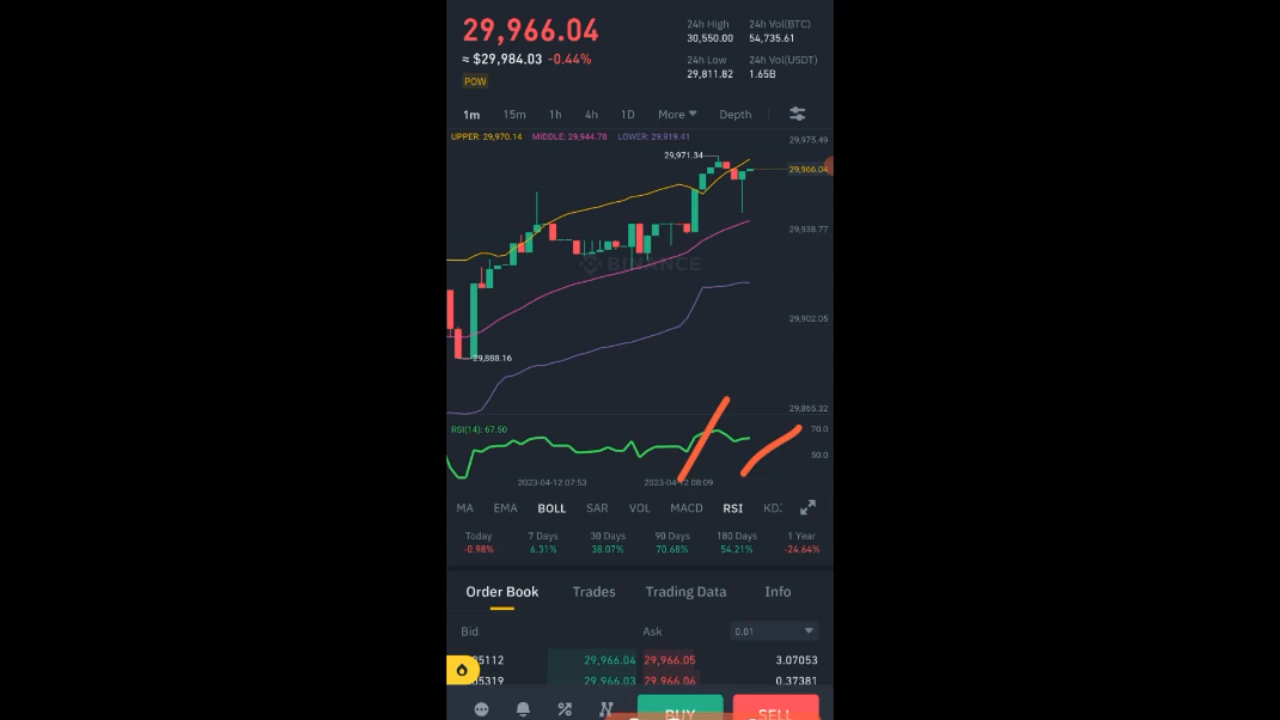 29,966.04
24h High 24h Vol(BTC)
30,550.00 54,735.61
≈ $29,984.03 -0.44%
24h Low 24h Vol(USDT)
29,811.82 1.65B
POW
1m 15m 1h 4h 1D More Depth
UPPER: 29,970.14 MIDDLE: 29,944.78 LOWER: 29,919.41
29,975.49
29,971.34
29,966.04
29,938.77
BINANCE
29,902.05
29,888.16
29,865.32
RSI(14): 67.50
70.0
50.0
2023-04-12 07:53 2023-04-12 08:09
MA EMA BOLL SAR VOL MACD RSI
Today 7 Days 30 Days 90 Days 180 Days 1 Year
-0.98% 6.31% 38.07% 70.68% 54.21% -24.64%
Order Book Trades Trading Data Info
Bid Ask 0.01
5112 29,966.04 29,966.05 3.07053
05319 29,966.03 29,966.06 0.37381
BUY SELL